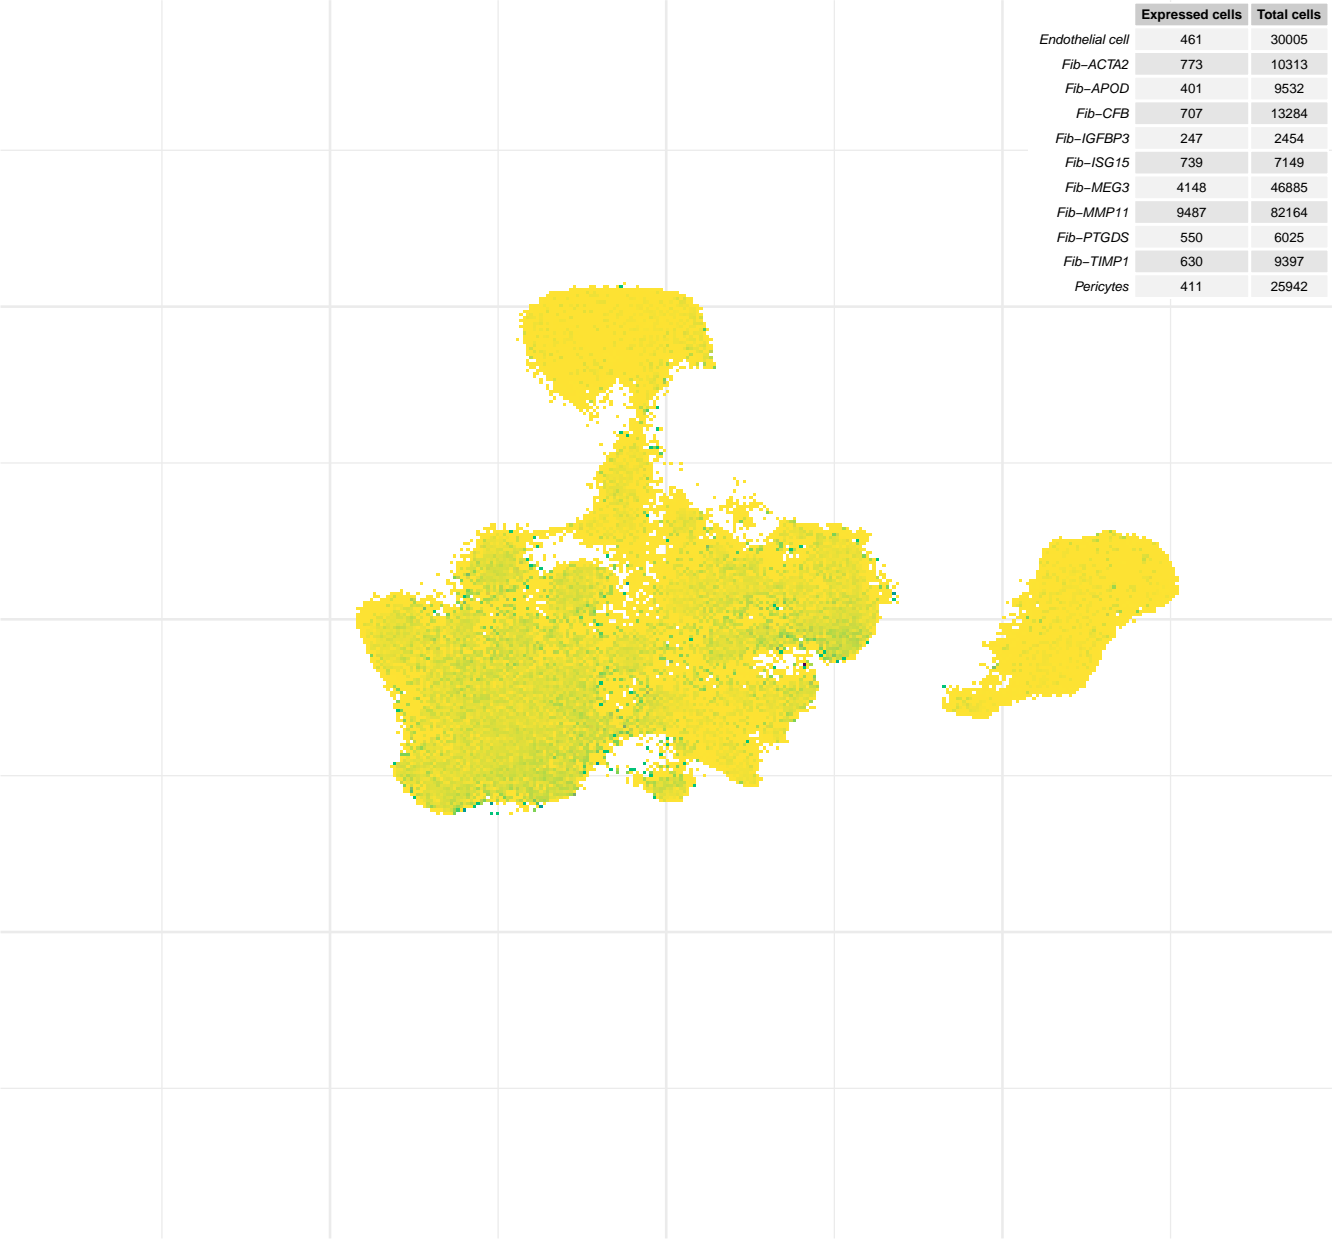 Expressed cells Total cells
Endothelial cell 461 30005
Fib−ACTA2 773 10313
Fib−APOD 401 9532
Fib−CFB 707 13284
Fib−IGFBP3 247 2454
Fib−ISG15 739 7149
Fib−MEG3 4148 46885
Fib−MMP11 9487 82164
Fib−PTGDS 550 6025
Fib−TIMP1 630 9397
Pericytes 411 25942